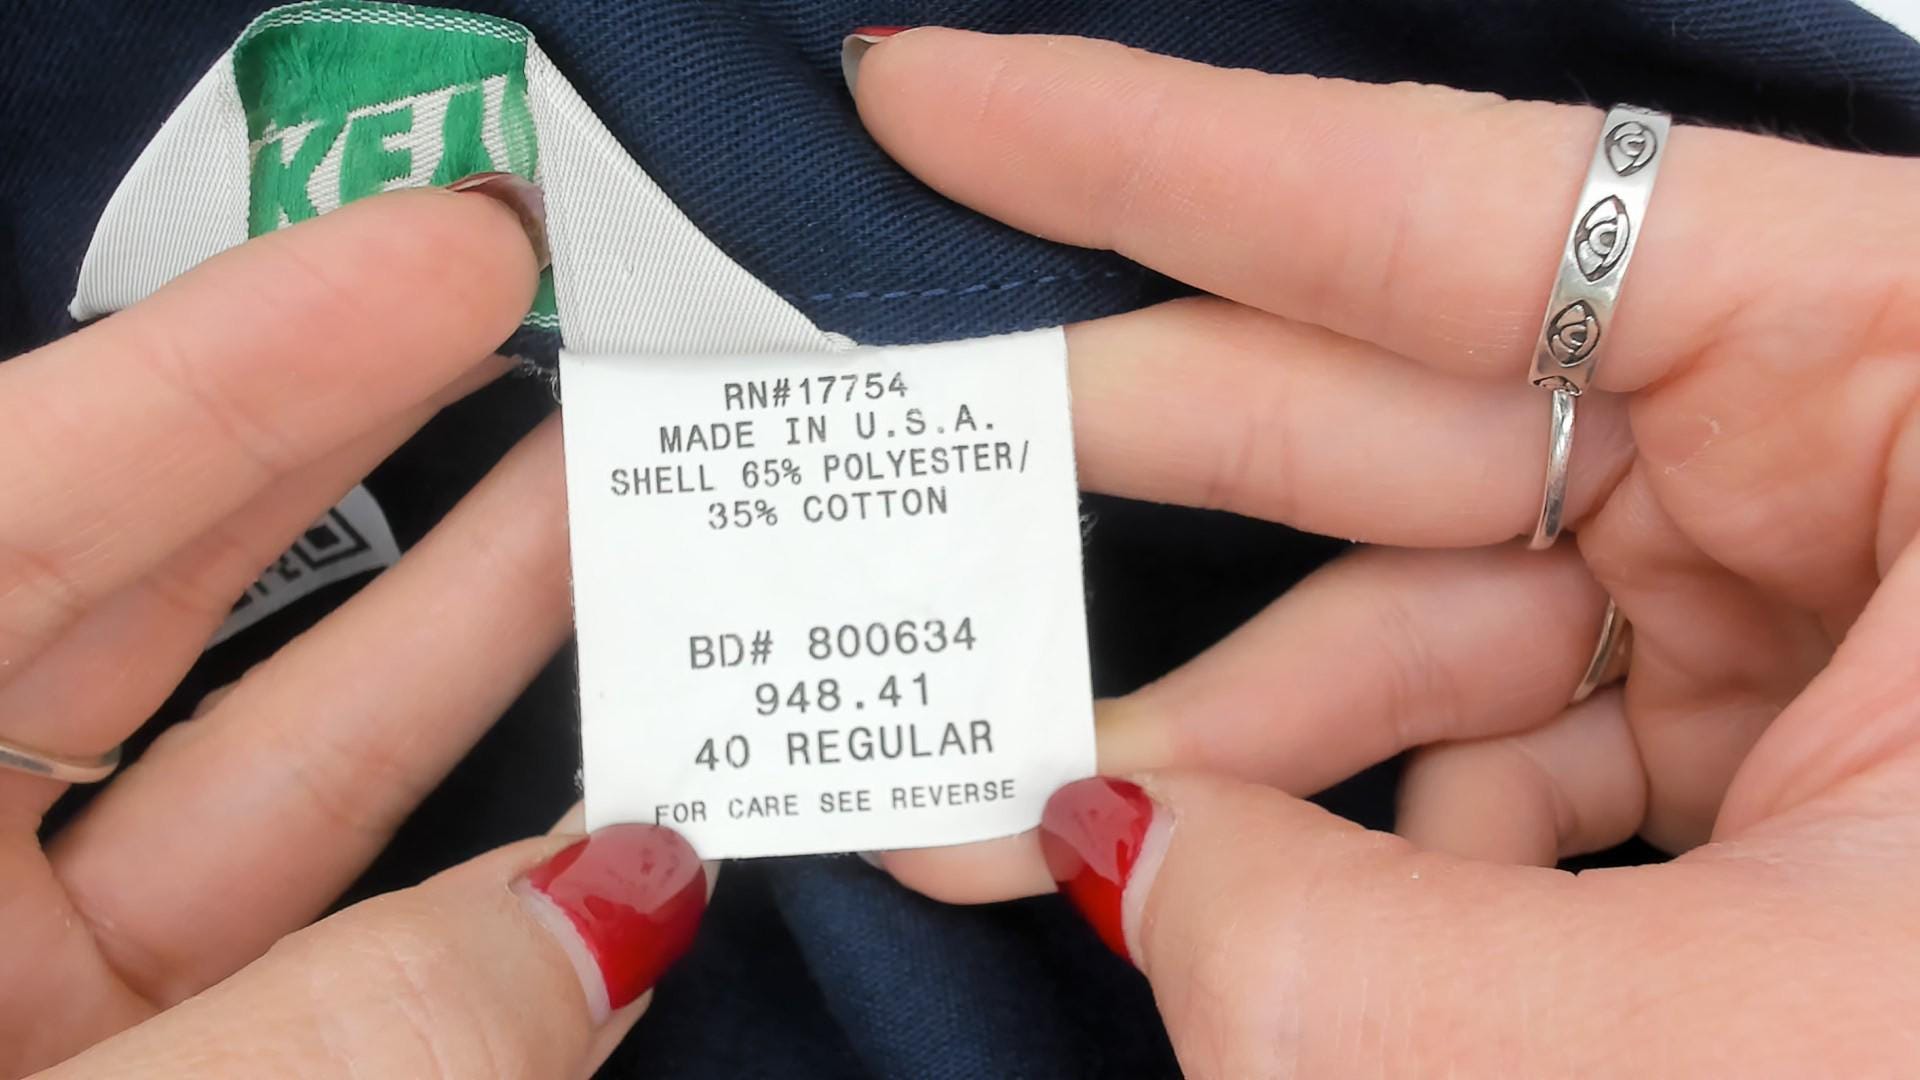 RN#17754
MADE IN U.S.A.
SHELL 65% POLYESTER/
35% COTTON
BD# 800634
948.41
40 REGULAR
FOR CARE SEE REVERSE